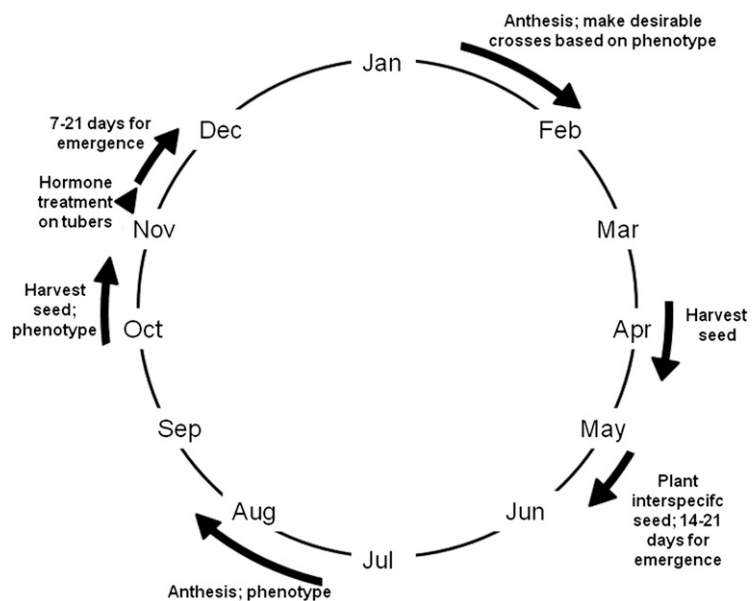 Anthesis; make desirable
crosses based on phenotype
Jan
Feb
Mar
Apr
Harvest
seed
May
Plant
interspecifc
seed; 14-21
days for
emergence
Jun
Jul
Anthesis; phenotype
Aug
Sep
Oct
Harvest
seed;
phenotype
Nov
Hormone
treatment
on tubers
7-21 days for
emergence
Dec